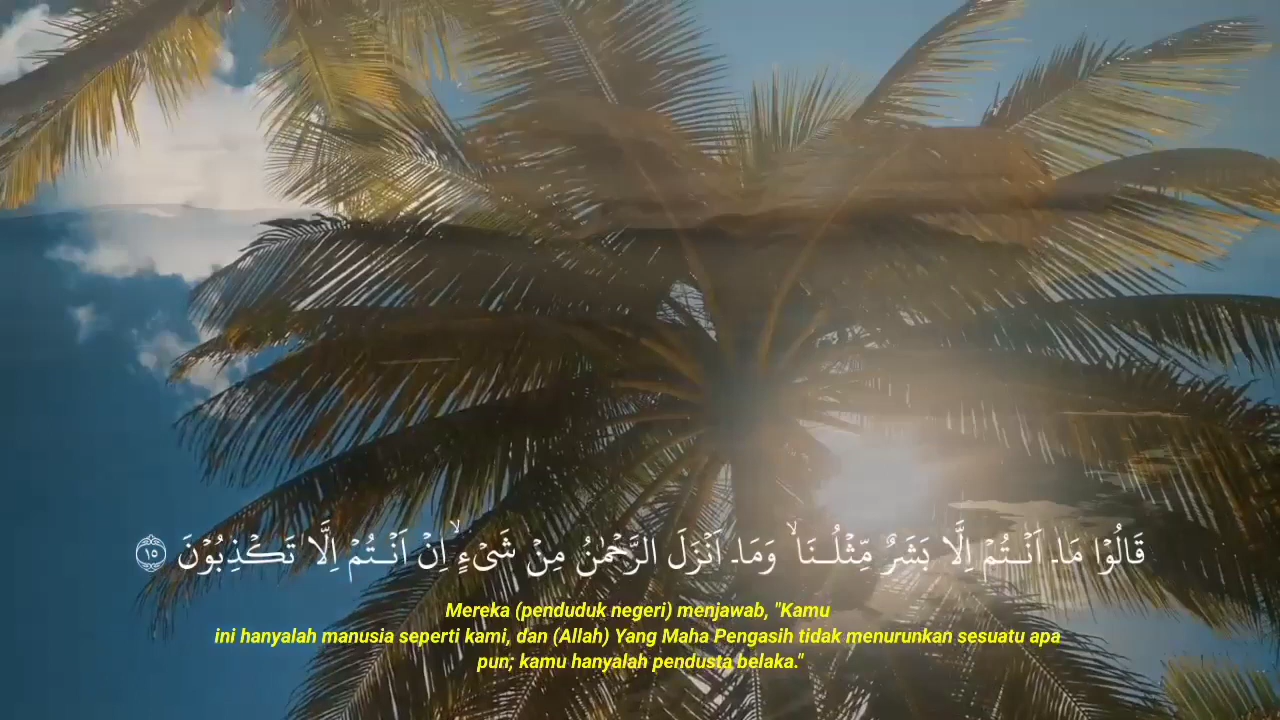 قَالُوْا مَآ اَنْتُمْ اِلَّا بَشَرٌ مِّثْلُنَاۙ وَمَآ اَنْزَلَ الرَّحْمٰنُ مِنْ شَيْءٍۙ اِنْ اَنْتُمْ اِلَّا تَكْذِبُوْنَ ١٥
Mereka (penduduk negeri) menjawab, "Kamu
ini hanyalah manusia seperti kami, dan (Allah) Yang Maha Pengasih tidak menurunkan sesuatu apa
pun; kamu hanyalah pendusta belaka."